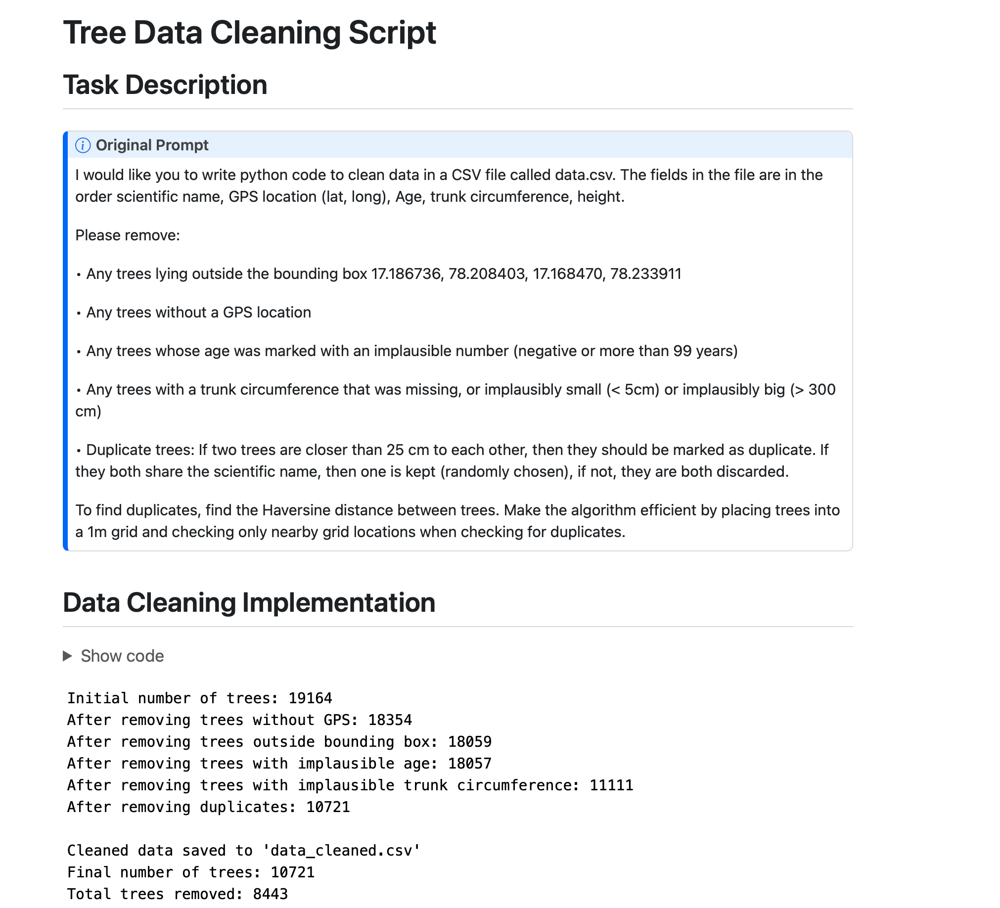 Tree Data Cleaning Script
Task Description
Original Prompt
I would like you to write python code to clean data in a CSV file called data.csv. The fields in the file are in the
order scientific name, GPS location (lat, long), Age, trunk circumference, height.
Please remove:
• Any trees lying outside the bounding box 17.186736, 78.208403, 17.168470, 78.233911
• Any trees without a GPS location
• Any trees whose age was marked with an implausible number (negative or more than 99 years)
• Any trees with a trunk circumference that was missing, or implausibly small (< 5cm) or implausibly big (> 300
cm)
• Duplicate trees: If two trees are closer than 25 cm to each other, then they should be marked as duplicate. If
they both share the scientific name, then one is kept (randomly chosen), if not, they are both discarded.
To find duplicates, find the Haversine distance between trees. Make the algorithm efficient by placing trees into
a 1m grid and checking only nearby grid locations when checking for duplicates.
Data Cleaning Implementation
Show code
Initial number of trees: 19164
After removing trees without GPS: 18354
After removing trees outside bounding box: 18059
After removing trees with implausible age: 18057
After removing trees with implausible trunk circumference: 11111
After removing duplicates: 10721
Cleaned data saved to 'data_cleaned.csv'
Final number of trees: 10721
Total trees removed: 8443